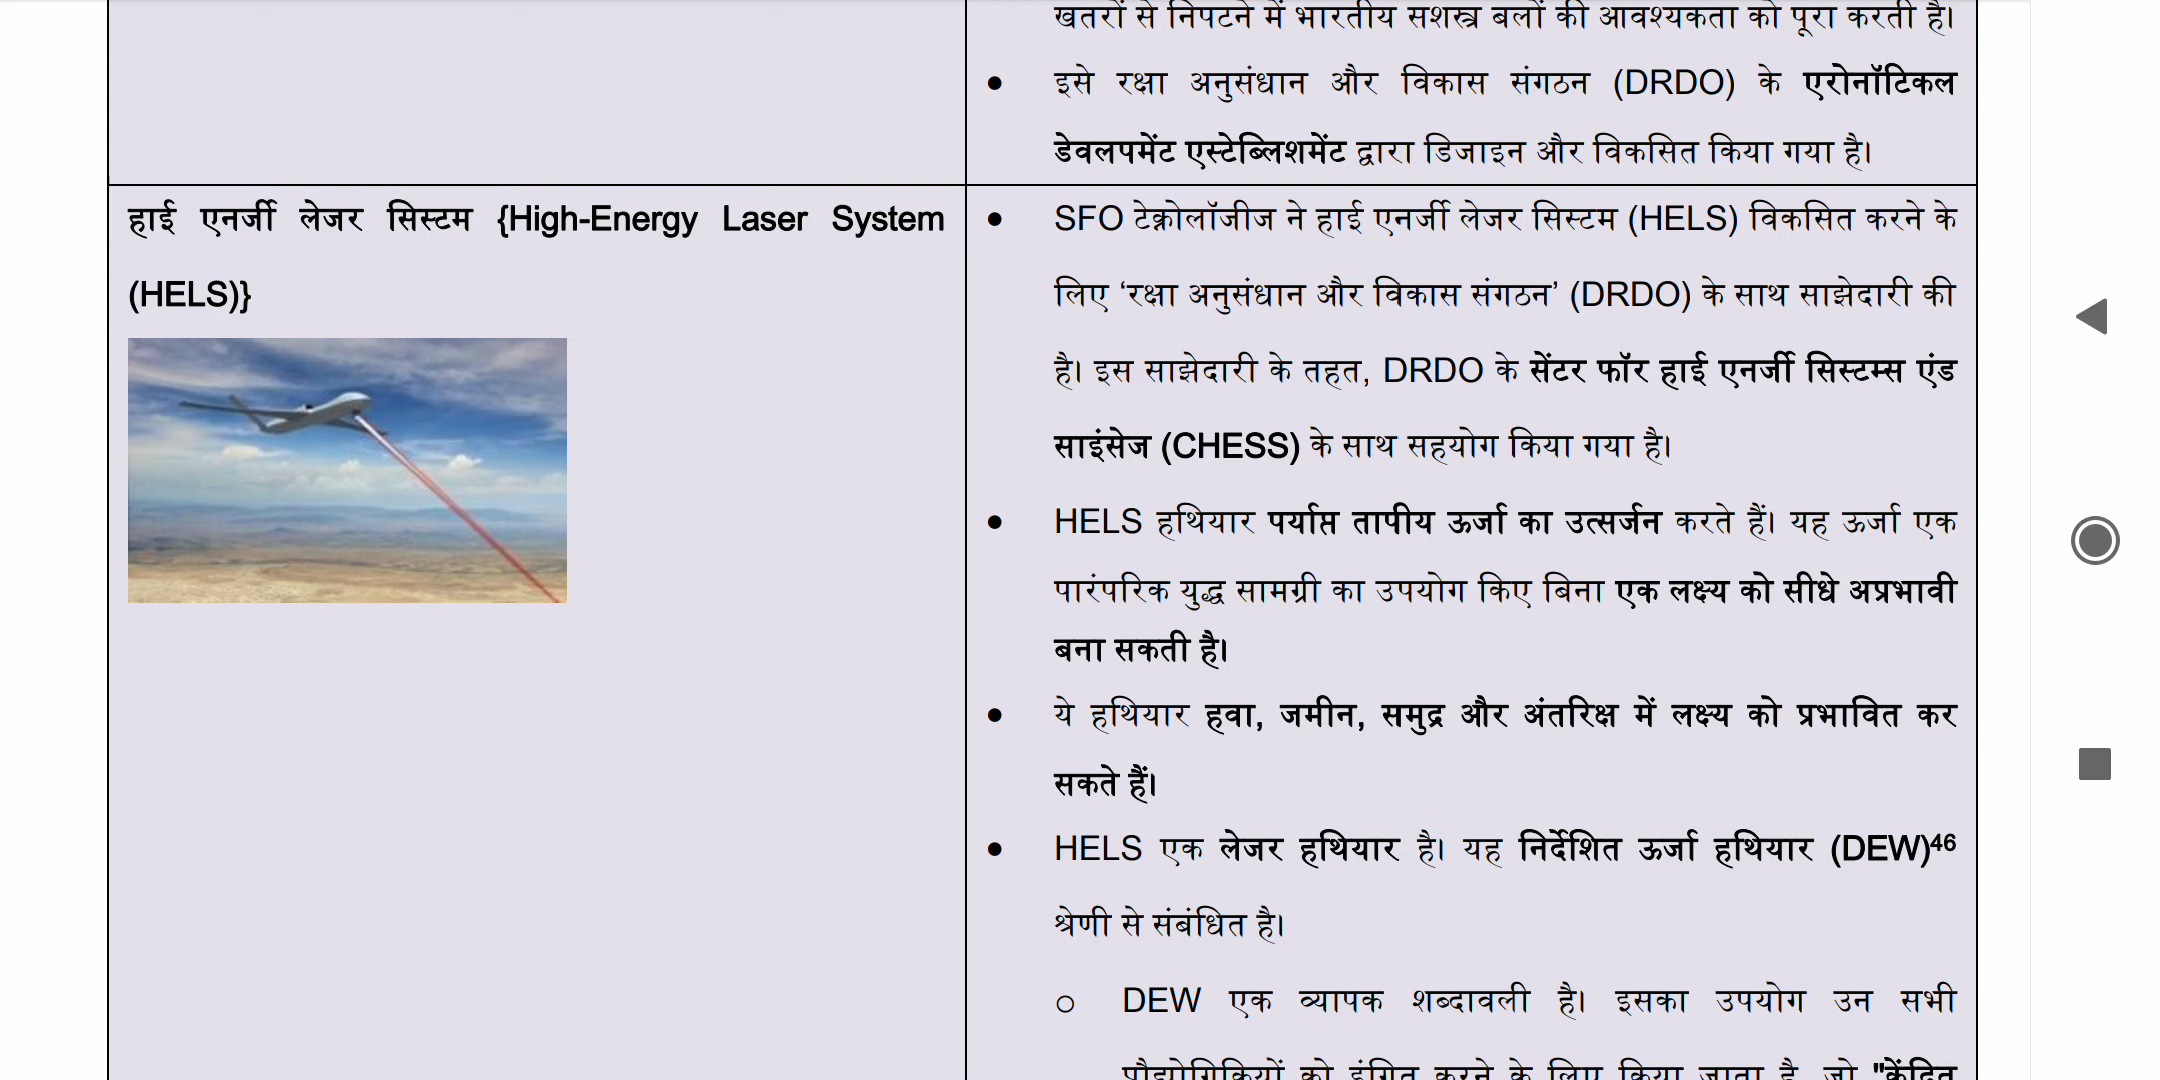 खतरों से निपटने में भारतीय सशस्त्र बलों की आवश्यकता को पूरा करती है।
● इसे रक्षा अनुसंधान और विकास संगठन (DRDO) के एरोनॉटिकल
डेवलपमेंट एस्टेब्लिशमेंट द्वारा डिजाइन और विकसित किया गया है।
हाई एनर्जी लेजर सिस्टम {High-Energy Laser System
(HELS)}
● SFO टेक्नोलॉजीज ने हाई एनर्जी लेजर सिस्टम (HELS) विकसित करने के
लिए ‘रक्षा अनुसंधान और विकास संगठन’ (DRDO) के साथ साझेदारी की
है। इस साझेदारी के तहत, DRDO के सेंटर फॉर हाई एनर्जी सिस्टम्स एंड
साइंसेज (CHESS) के साथ सहयोग किया गया है।
● HELS हथियार पर्याप्त तापीय ऊर्जा का उत्सर्जन करते हैं। यह ऊर्जा एक
पारंपरिक युद्ध सामग्री का उपयोग किए बिना एक लक्ष्य को सीधे अप्रभावी
बना सकती है।
● ये हथियार हवा, जमीन, समुद्र और अंतरिक्ष में लक्ष्य को प्रभावित कर
सकते हैं।
● HELS एक लेजर हथियार है। यह निर्देशित ऊर्जा हथियार (DEW)46
श्रेणी से संबंधित है।
○ DEW एक व्यापक शब्दावली है। इसका उपयोग उन सभी
प्रौद्योगिकियों को इंगित करने के लिए किया जाता है, जो "केंद्रित